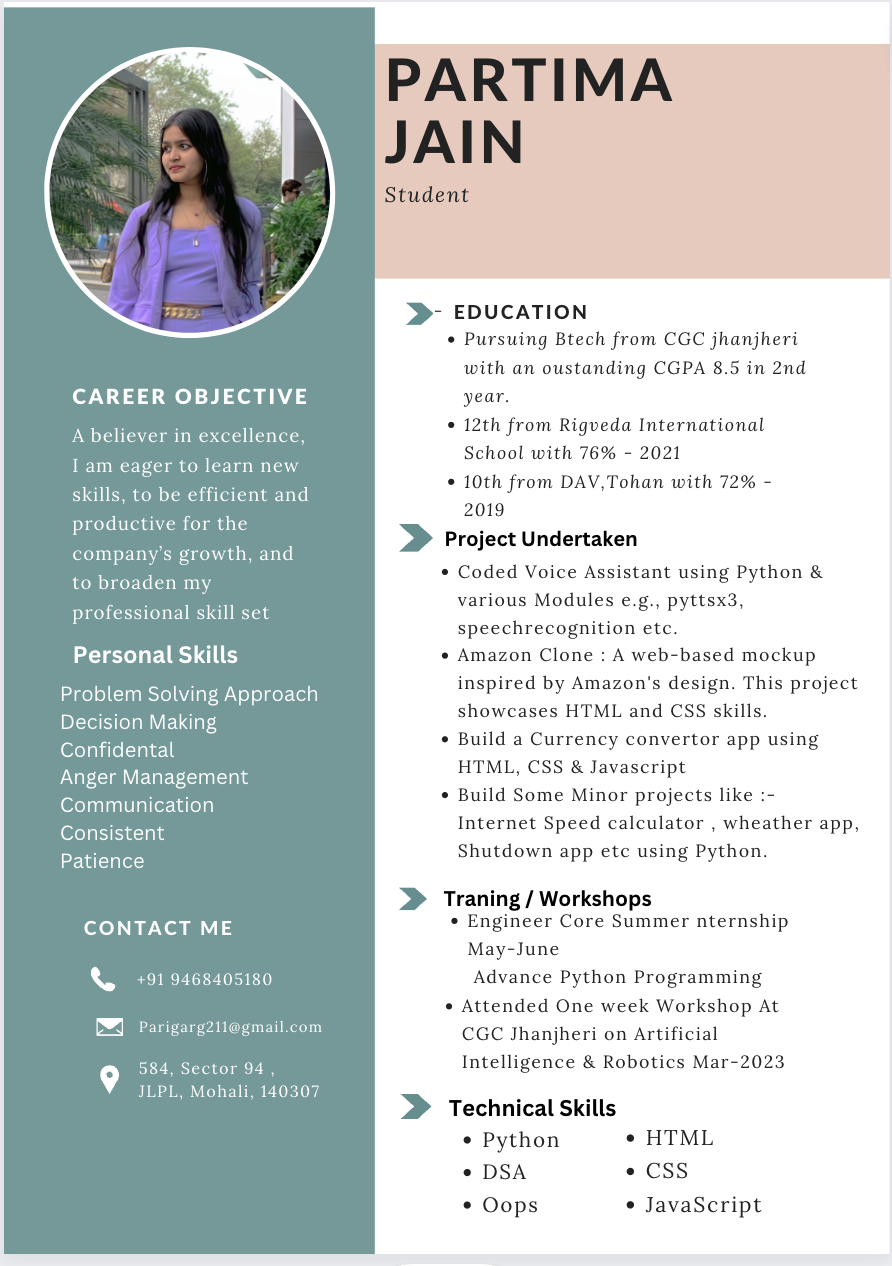 PARTIMA
JAIN
Student
CAREER OBJECTIVE
A believer in excellence,
I am eager to learn new
skills, to be efficient and
productive for the
company’s growth, and
to broaden my
professional skill set
Personal Skills
Problem Solving Approach
Decision Making
Confidental
Anger Management
Communication
Consistent
Patience
CONTACT ME
+91 9468405180
Parigarg211@gmail.com
584, Sector 94 ,
JLPL, Mohali, 140307
- EDUCATION
• Pursuing Btech from CGC jhanjheri
with an oustanding CGPA 8.5 in 2nd
year.
• 12th from Rigveda International
School with 76% - 2021
• 10th from DAV,Tohan with 72% -
2019
Project Undertaken
• Coded Voice Assistant using Python &
various Modules e.g., pyttsx3,
speechrecognition etc.
• Amazon Clone : A web-based mockup
inspired by Amazon's design. This project
showcases HTML and CSS skills.
• Build a Currency convertor app using
HTML, CSS & Javascript
• Build Some Minor projects like :-
Internet Speed calculator , wheather app,
Shutdown app etc using Python.
Traning / Workshops
• Engineer Core Summer nternship
May-June
Advance Python Programming
• Attended One week Workshop At
CGC Jhanjheri on Artificial
Intelligence & Robotics Mar-2023
Technical Skills
• Python
• DSA
• Oops
• HTML
• CSS
• JavaScript